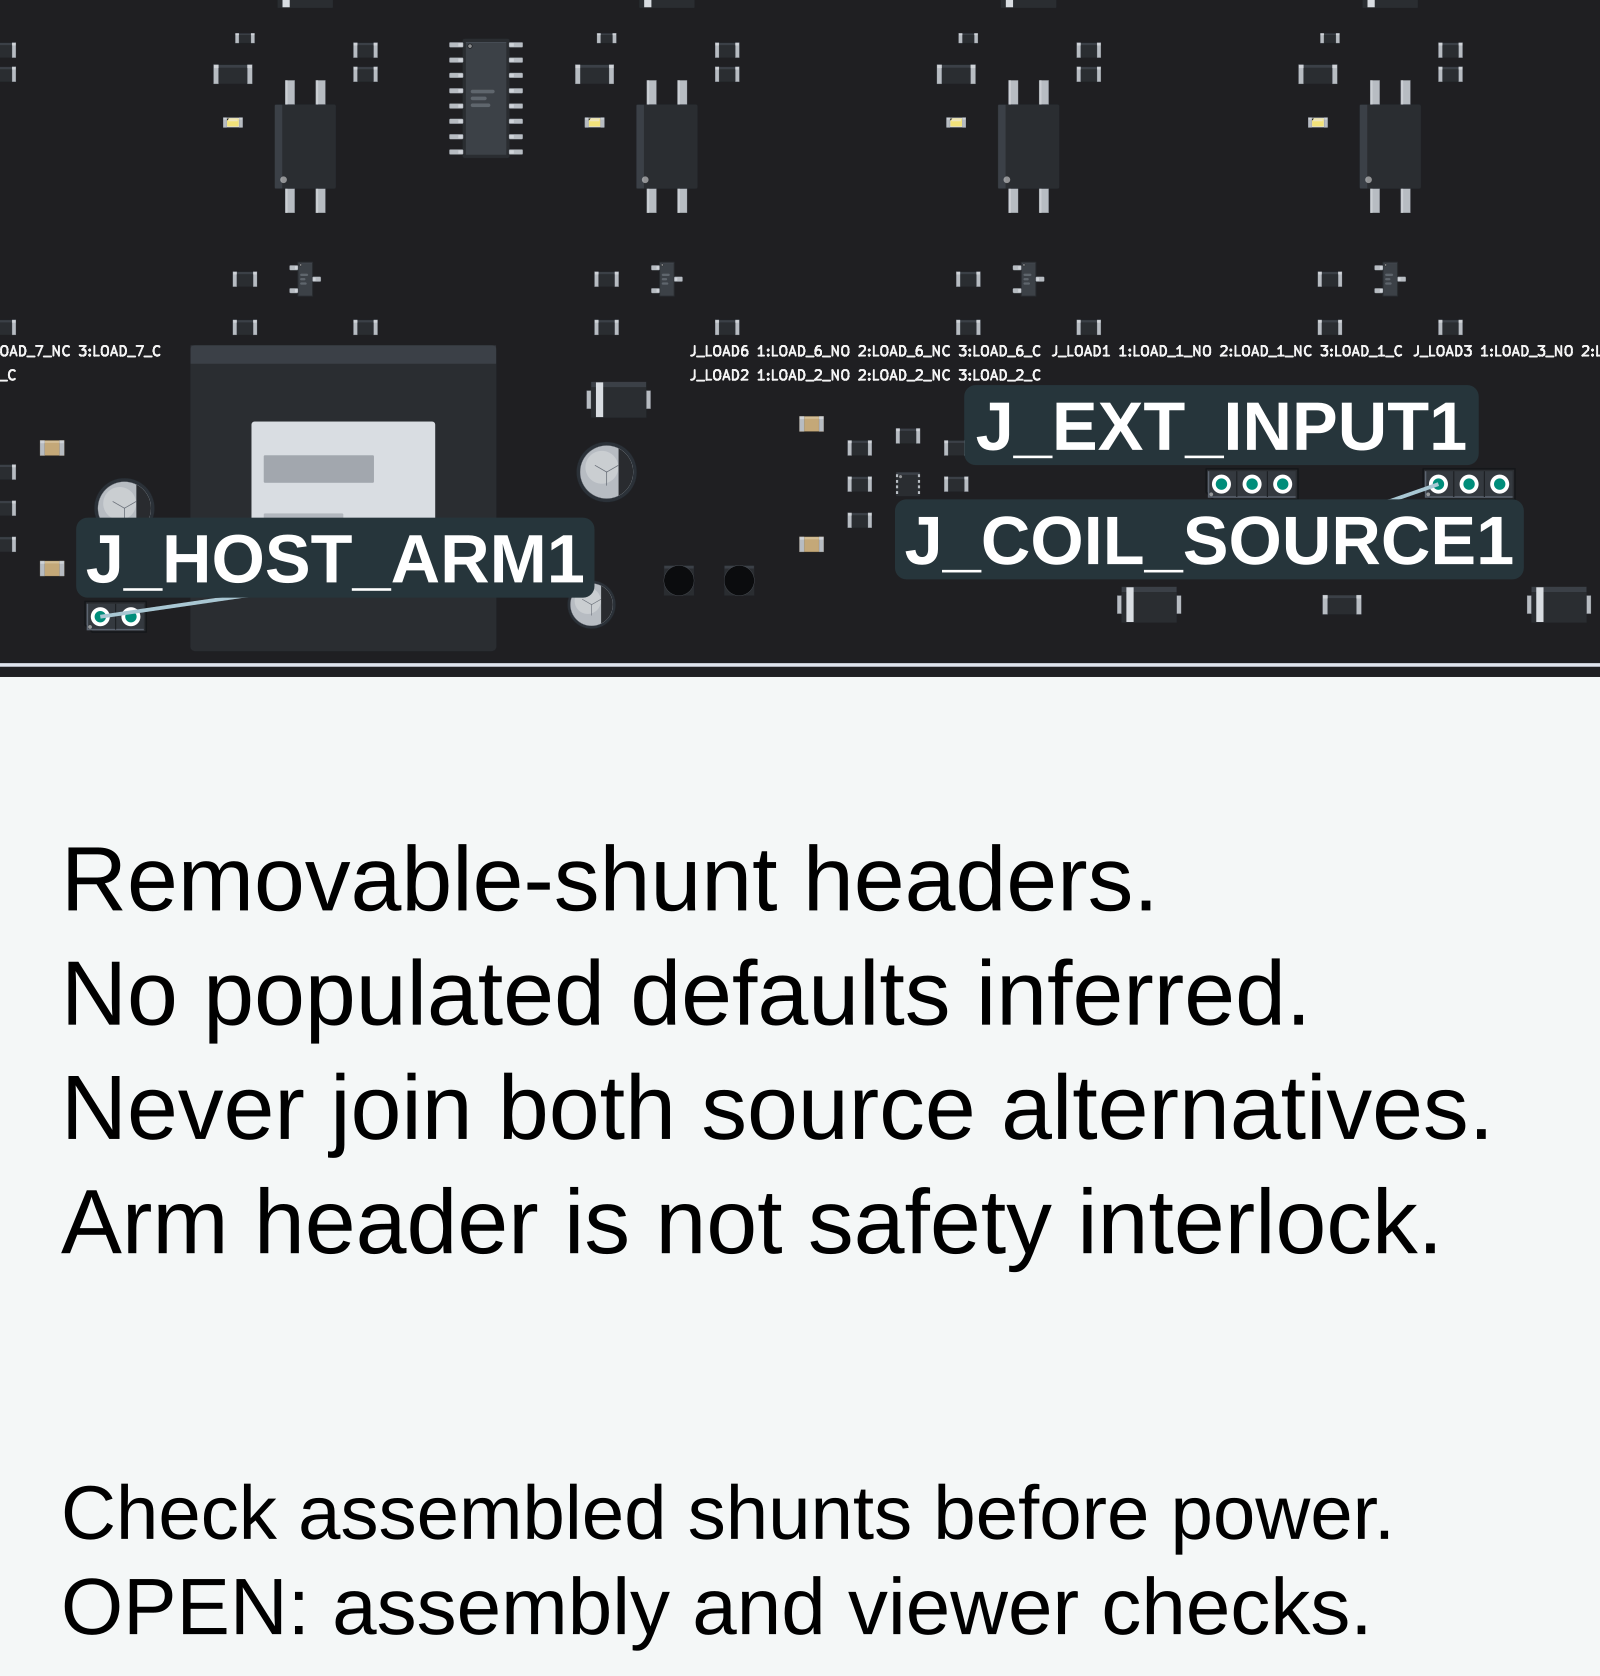 OAD_7_NC 3:LOAD_7_C
_C
J_LOAD6 1:LOAD_6_NO 2:LOAD_6_NC 3:LOAD_6_C J_LOAD1 1:LOAD_1_NO 2:LOAD_1_NC 3:LOAD_1_C J_LOAD3 1:LOAD_3_NO 2:L
J_LOAD2 1:LOAD_2_NO 2:LOAD_2_NC 3:LOAD_2_C
J_EXT_INPUT1
J_COIL_SOURCE1
J_HOST_ARM1
Removable-shunt headers.
No populated defaults inferred.
Never join both source alternatives.
Arm header is not safety interlock.
Check assembled shunts before power.
OPEN: assembly and viewer checks.